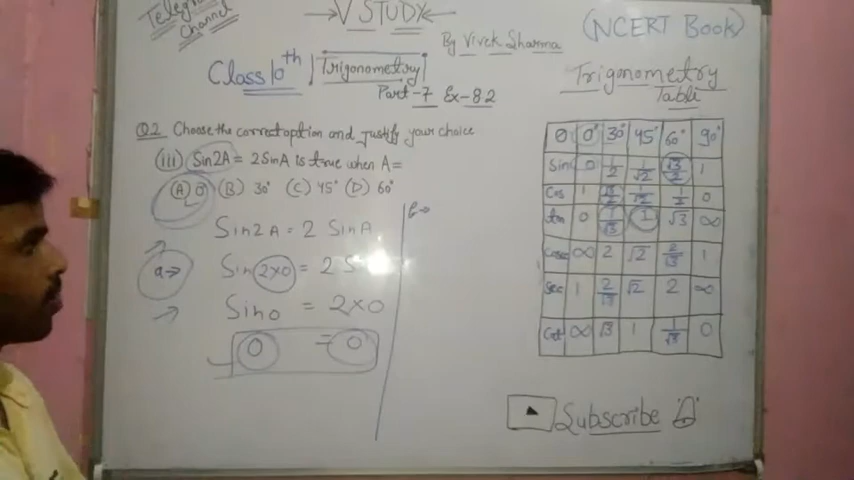 Telegram
Channel
V STUDY
By Vivek Sharma
(NCERT Book)
Class 10th
Trigonometry
Part-7 Ex-8.2
Q.2 Choose the correct option and justify your choice
(iii) Sin2A = 2SinA is true when A=
(A) 0° (B) 30° (C) 45° (D) 60°
Sin2A = 2 SinA
a→ Sin(2×0) = 2 S
Sin0 = 2×0
0 = 0
b→
Trigonometry
Table
θ 0° 30° 45° 60° 90°
Sin 0 1/2 1/√2 √3/2 1
Cos 1 √3/2 1/√2 1/2 0
tan 0 1/√3 1 √3 ∞
Cosec ∞ 2 √2 2/√3 1
Sec 1 2/√3 √2 2 ∞
Cot ∞ √3 1 1/√3 0
Subscribe